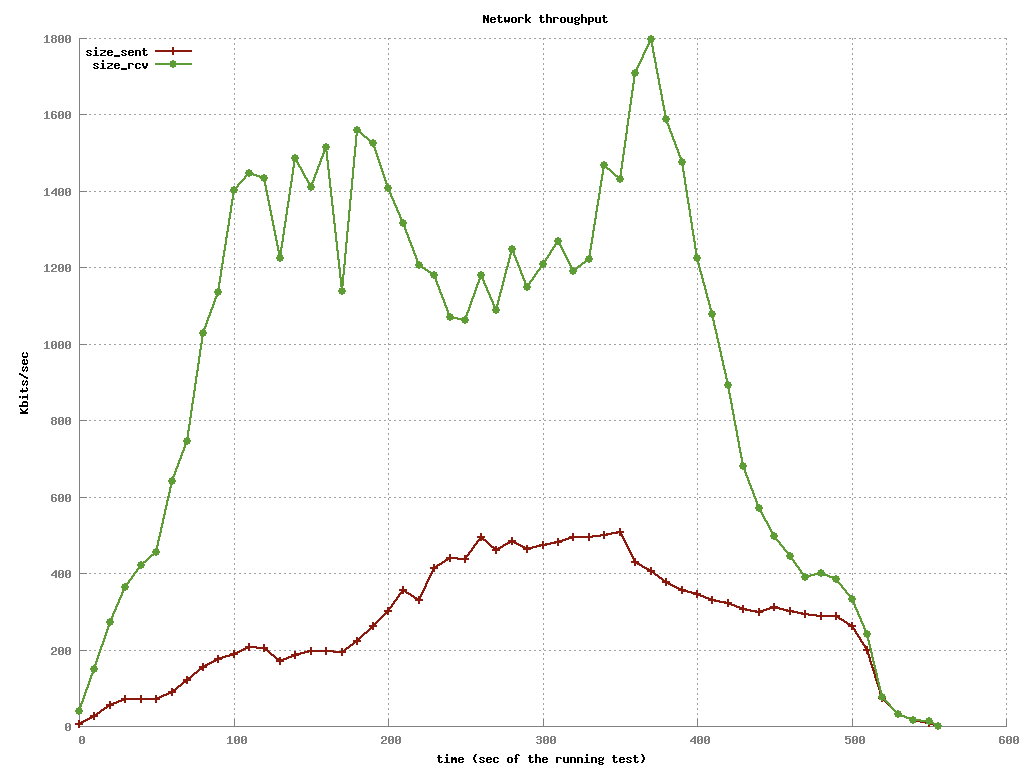 Network throughput
size_sent
size_rcv
1800
1600
1400
1200
1000
800
600
400
200
0
Kbits/sec
0 100 200 300 400 500 600
time (sec of the running test)